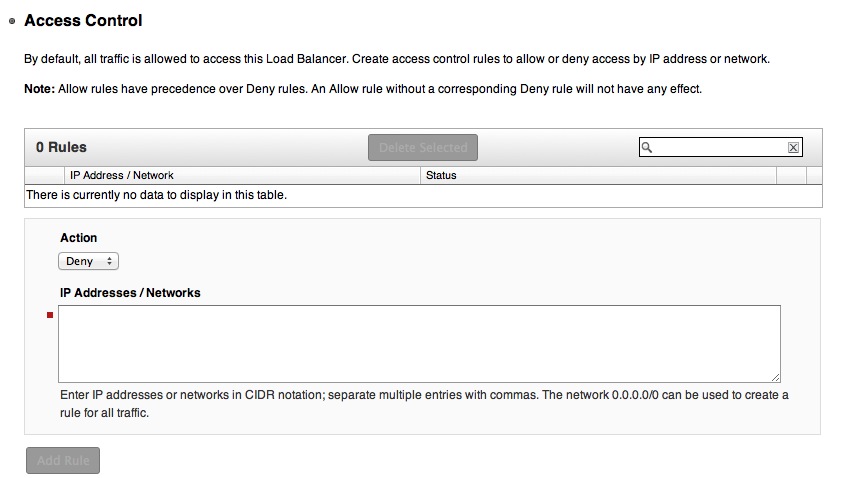 Access Control
By default, all traffic is allowed to access this Load Balancer. Create access control rules to allow or deny access by IP address or network.
Note: Allow rules have precedence over Deny rules. An Allow rule without a corresponding Deny rule will not have any effect.
0 Rules
Delete Selected
IP Address / Network
Status
There is currently no data to display in this table.
Action
Deny
IP Addresses / Networks
Enter IP addresses or networks in CIDR notation; separate multiple entries with commas. The network 0.0.0.0/0 can be used to create a
rule for all traffic.
Add Rule